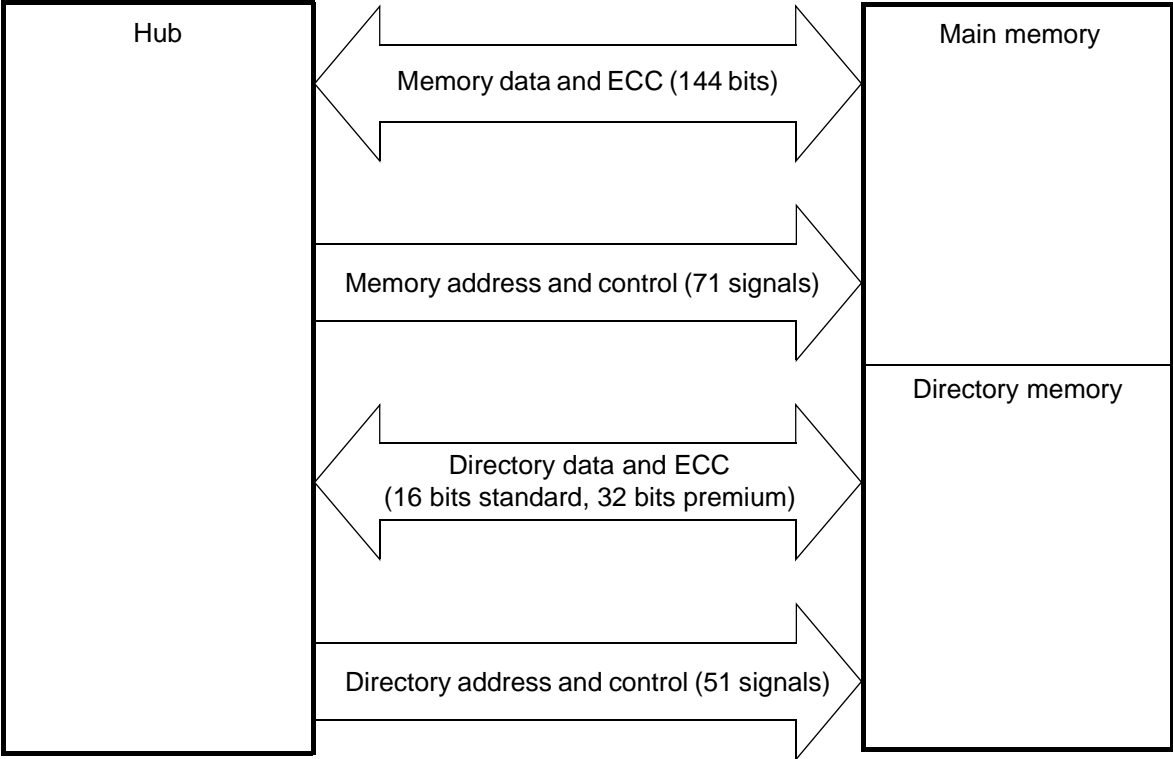 Hub
Main memory
Memory data and ECC (144 bits)
Memory address and control (71 signals)
Directory memory
Directory data and ECC
(16 bits standard, 32 bits premium)
Directory address and control (51 signals)